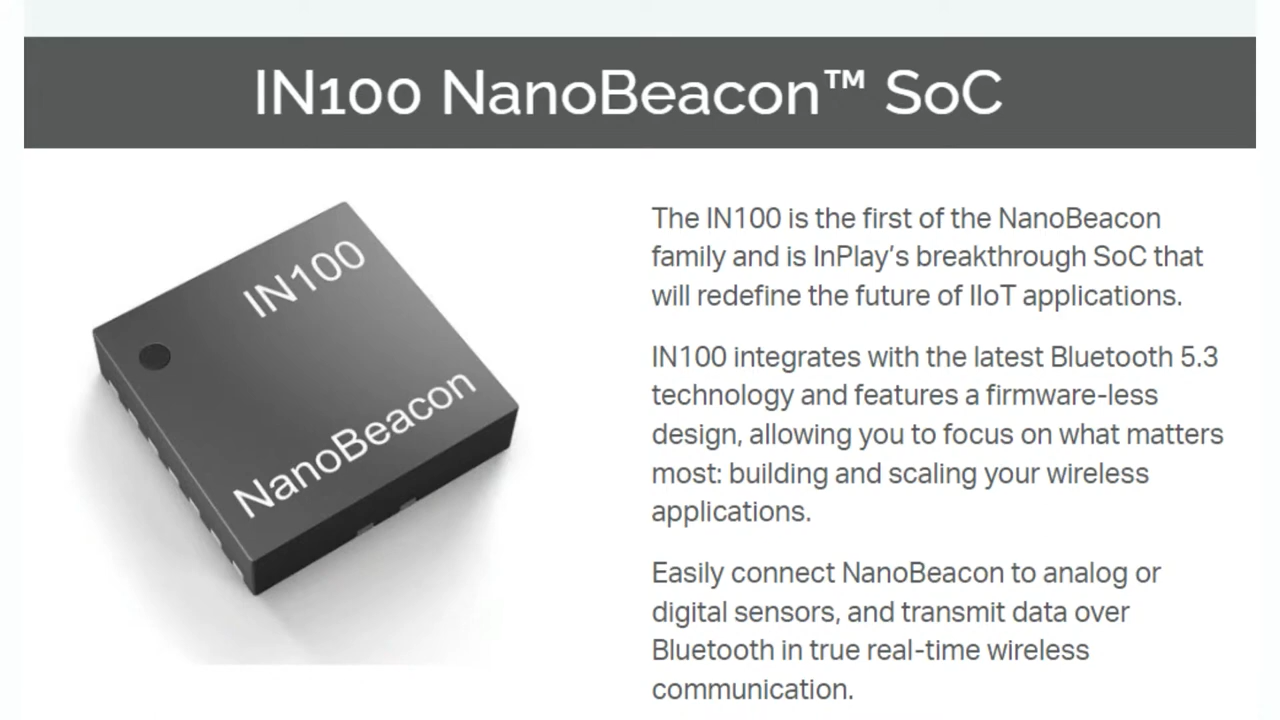 IN100 NanoBeacon™ SoC
IN100
NanoBeacon
The IN100 is the first of the NanoBeacon
family and is InPlay’s breakthrough SoC that
will redefine the future of IIoT applications.
IN100 integrates with the latest Bluetooth 5.3
technology and features a firmware-less
design, allowing you to focus on what matters
most: building and scaling your wireless
applications.
Easily connect NanoBeacon to analog or
digital sensors, and transmit data over
Bluetooth in true real-time wireless
communication.